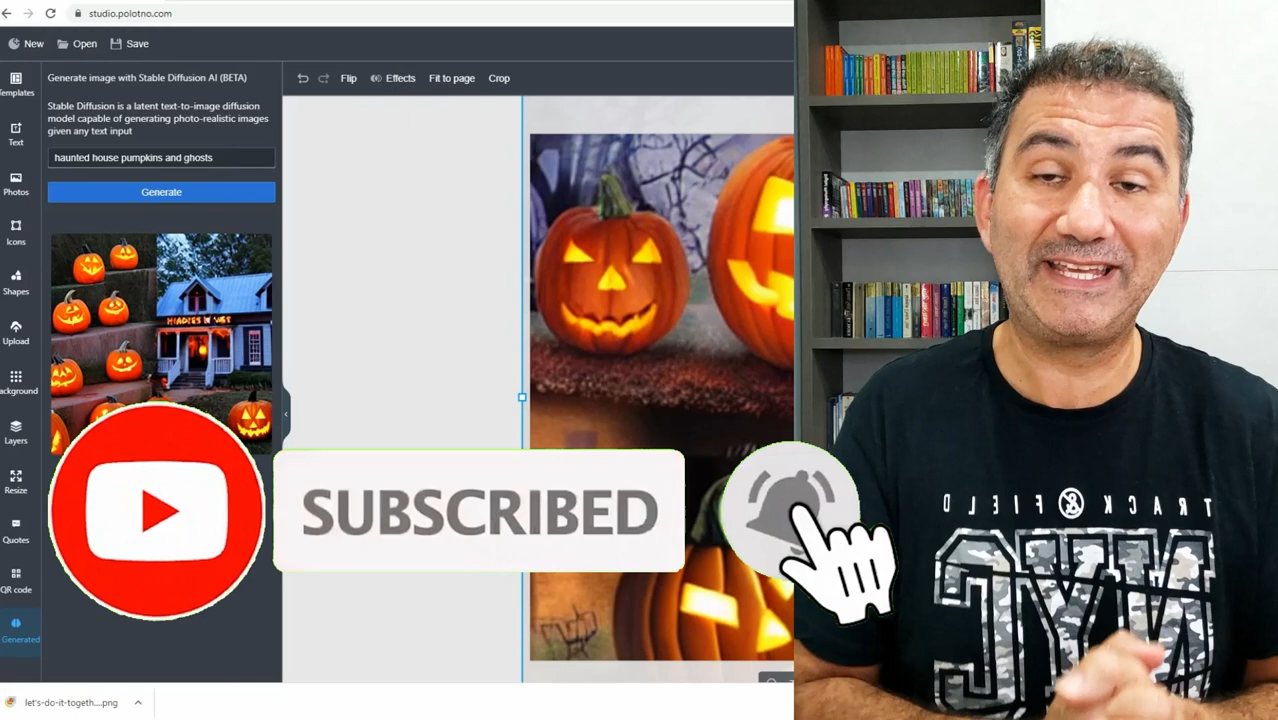 studio.polotno.com
New
Open
Save
Templates
Text
Photos
Icons
Shapes
Upload
ackground
Layers
Resize
Quotes
QR code
Generated
Generate image with Stable Diffusion AI (BETA)
Stable Diffusion is a latent text-to-image diffusion
model capable of generating photo-realistic images
given any text input
haunted house pumpkins and ghosts
Generate
Flip
Effects
Fit to page
Crop
SUBSCRIBED
TRACK & FIELD
NYC
let's-do-it-togeth....png